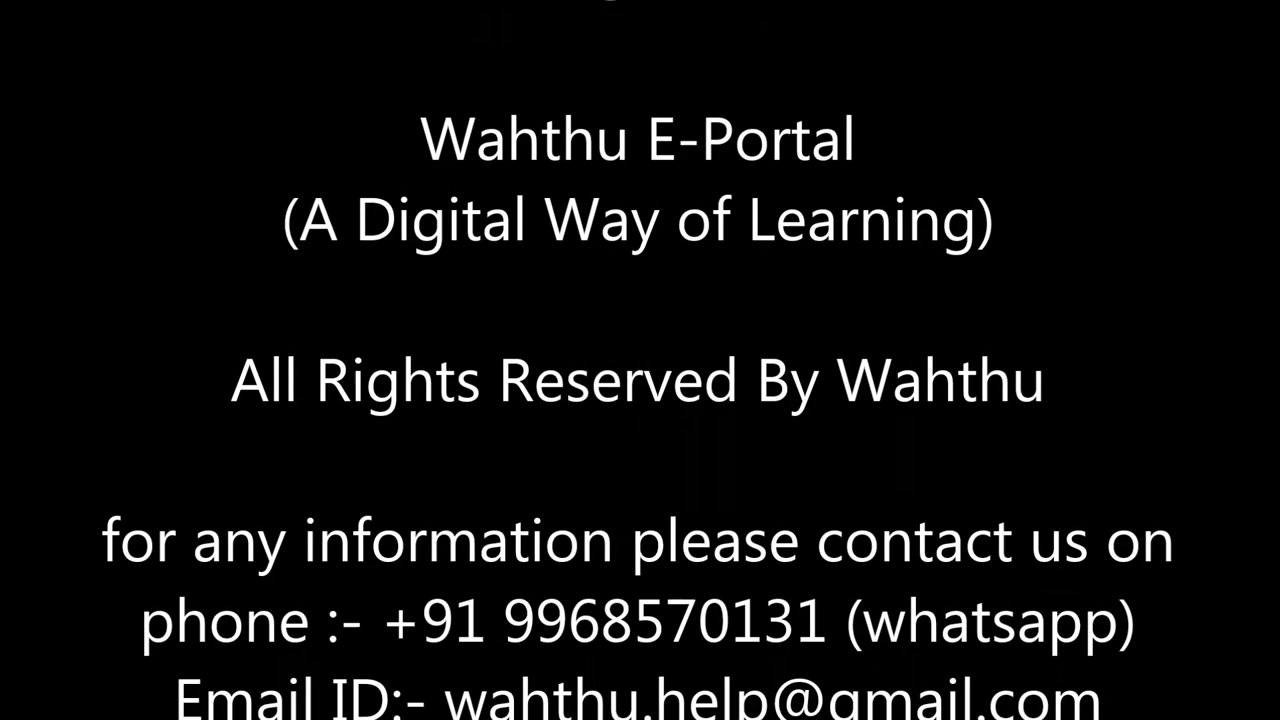 Wahthu E-Portal
(A Digital Way of Learning)
All Rights Reserved By Wahthu
for any information please contact us on
phone :- +91 9968570131 (whatsapp)
Email ID:- wahthu.help@gmail.com